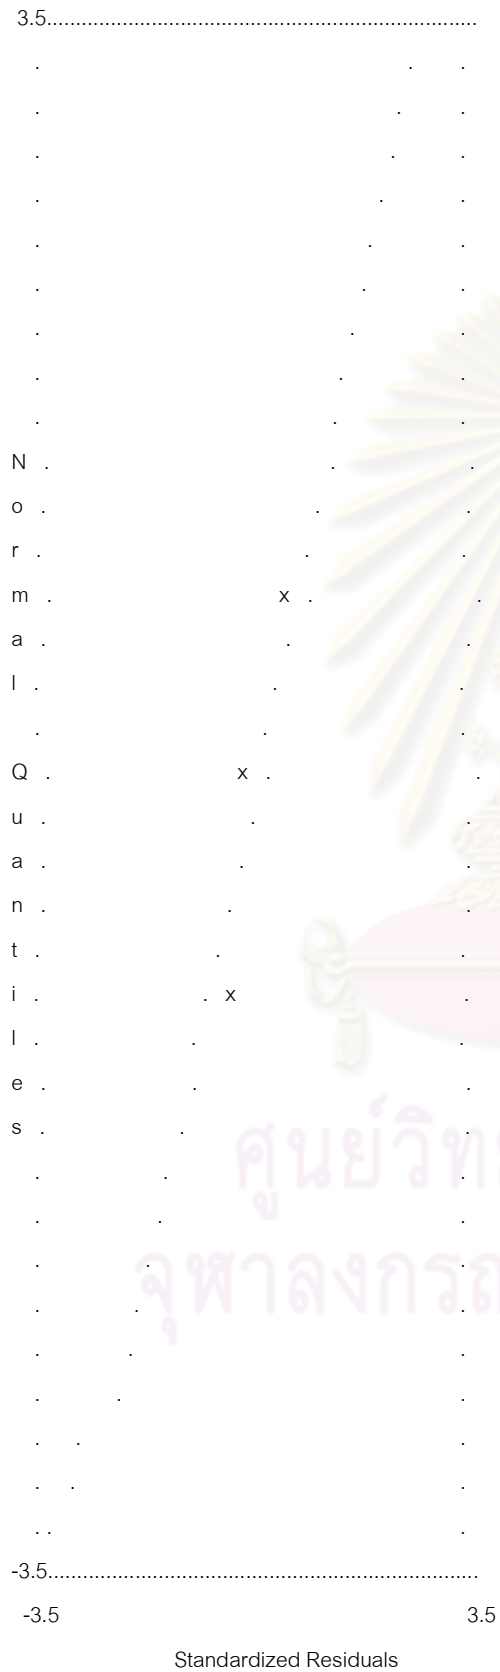 3.5..........................................................................
. . .
. . .
. . .
. . .
. . .
. . .
. . .
. . .
. . .
N . . .
o . . .
r . . .
m . x . .
a . . .
l . . .
. . .
Q . x . .
u . . .
a . . .
n . . .
t . . .
i . . x .
l . . .
e . . .
s . . .
. . .
. . .
. . .
. . .
. . .
. . .
. . .
. . .
. . .
-3.5..........................................................................
-3.5 3.5
Standardized Residuals